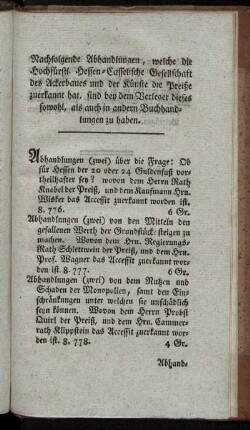 Nachfolgende Abhandlungen, welche die
Hochfürstl. Hessen-Casselische Gesellschaft
des Ackerbaues und der Künste die Preiße
zuerkannt hat, sind bey dem Verleger dieses
sowohl, als auch in andern Buchhand-
lungen zu haben.
Abhandlungen (zwei) über die Frage: Ob
für Hessen der 20 oder 24 Guldenfuß vor-
theilhafter sey? wovon dem Herrn Rath
Knabel der Preiß, und dem Kaufmann Hrn.
Wisker das Accessit zuerkannt worden ist.
8. 776. 6 Gr.
Abhandlungen (zwei) von den Mitteln den
gefallenen Werth der Grundstücke steigen zu
machen. Wovon dem Hrn. Regierungs-
Rath Schlettwein der Preiß, und dem Hrn.
Prof. Wagner das Accessit zuerkannt wor-
den ist. 8. 777. 6 Gr.
Abhandlungen (zwei) von dem Nutzen und
Schaden der Monopolien, samt den Ein-
schränkungen unter welchen sie unschädlich
seyn können. Wovon dem Herrn Probst
Quirl der Preiß, und dem Hrn. Cammer-
rath Klippstein das Accessit zuerkannt wor-
den ist. 8. 778. 4 Gr.
Abhand-